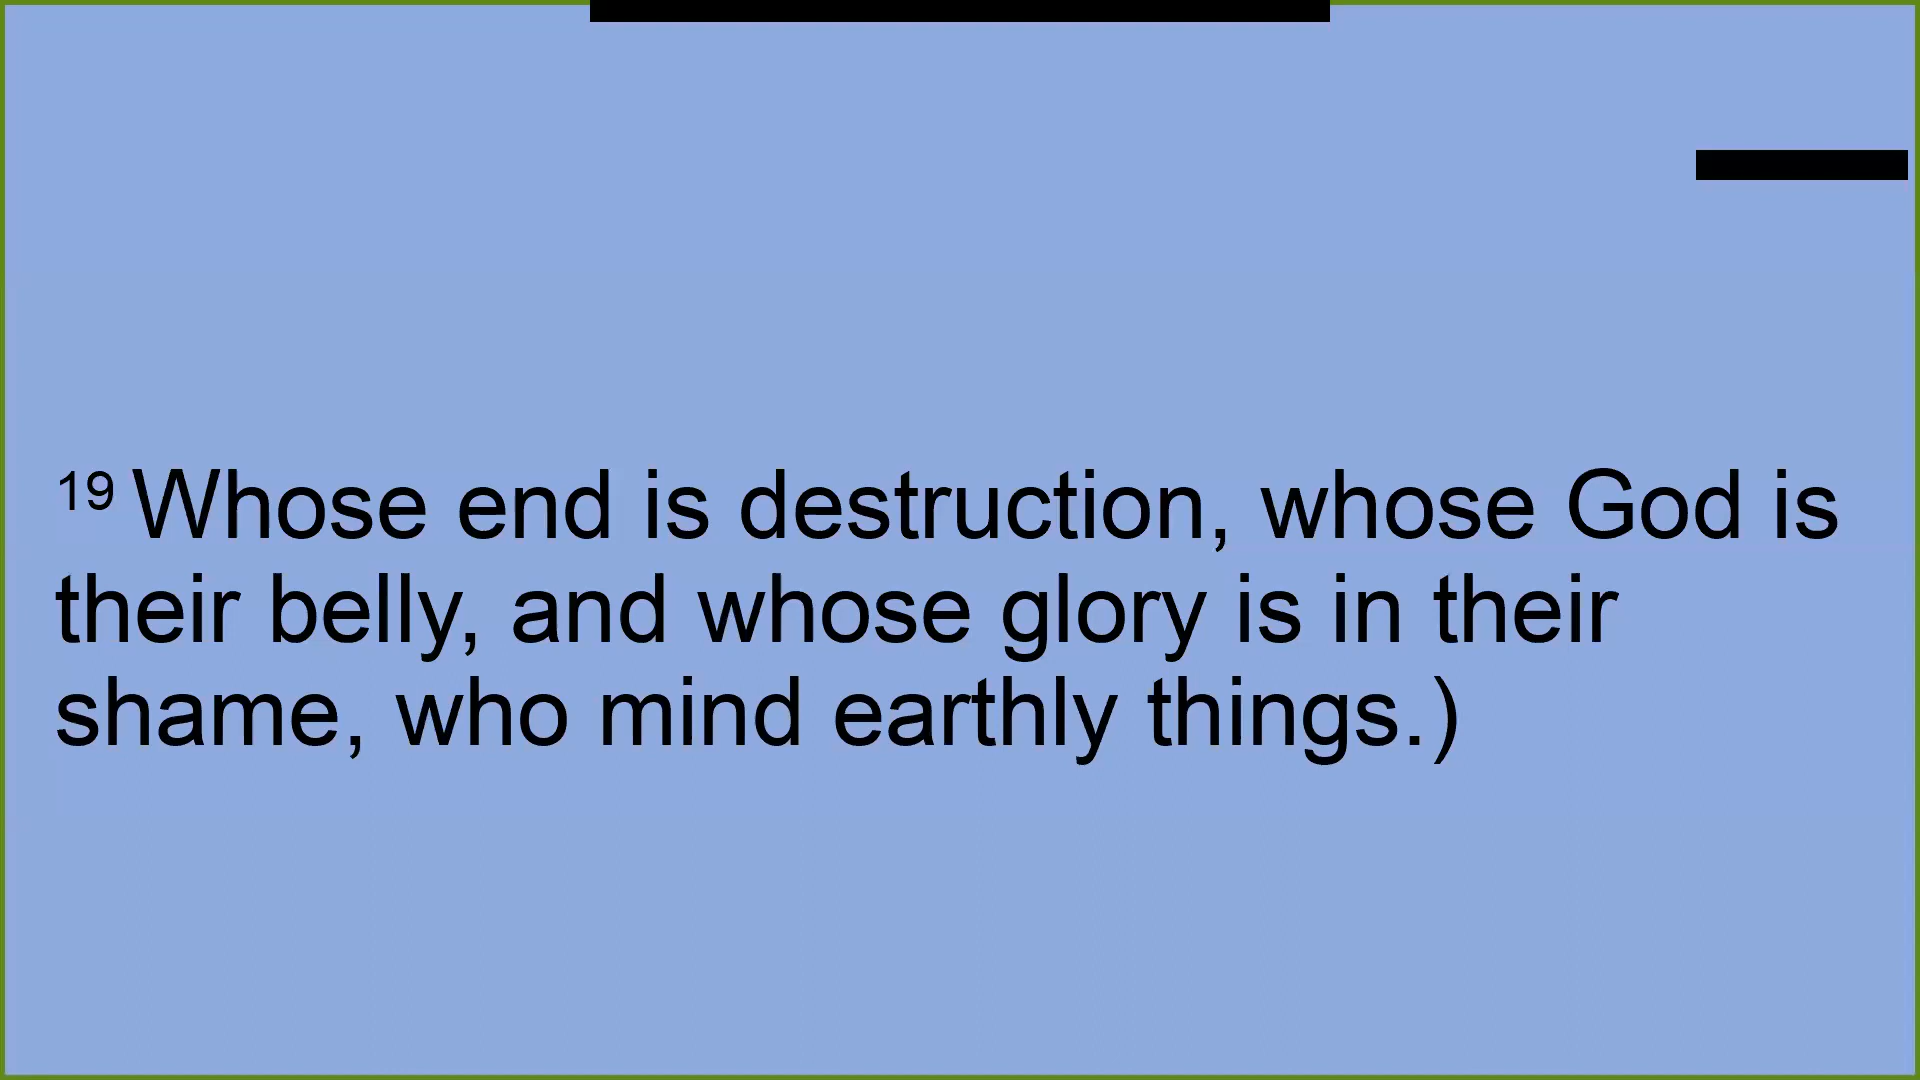 19 Whose end is destruction, whose God is
their belly, and whose glory is in their
shame, who mind earthly things.)